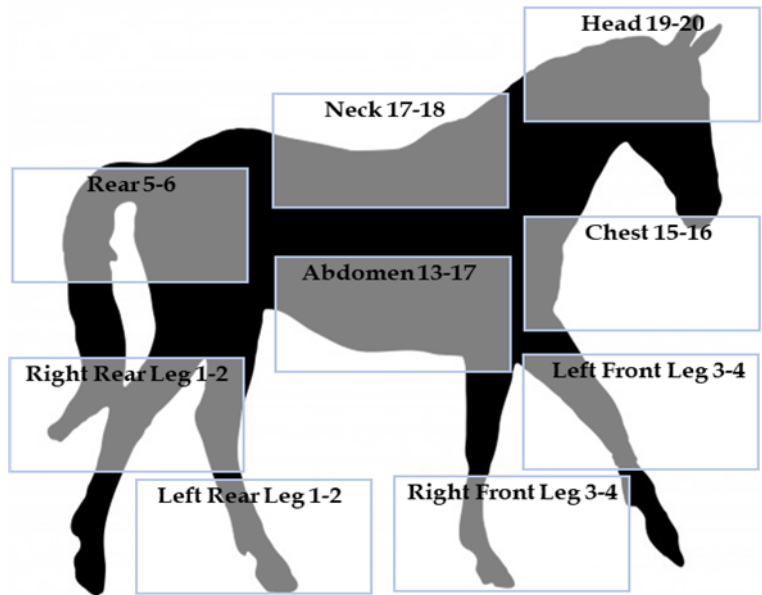 Head 19-20
Neck 17-18
Rear 5-6
Chest 15-16
Abdomen 13-17
Right Rear Leg 1-2
Left Front Leg 3-4
Left Rear Leg 1-2
Right Front Leg 3-4